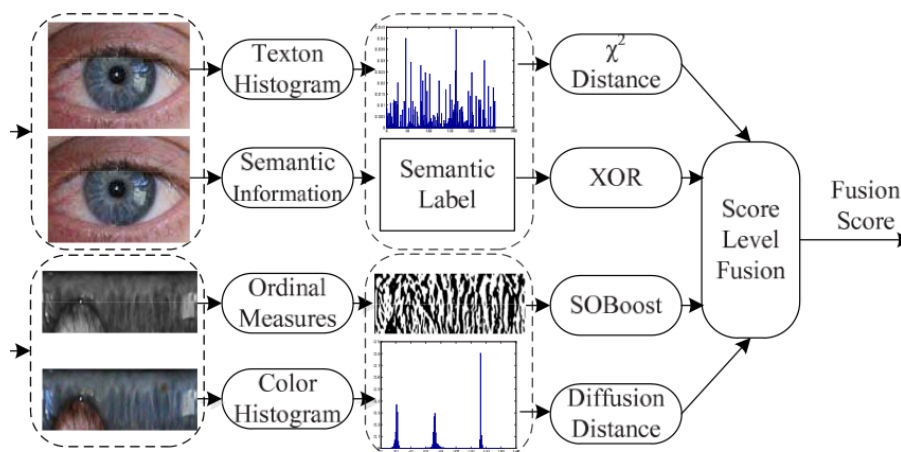 Texton
Histogram
χ²
Distance
Semantic
Information
Semantic
Label
XOR
Score
Level
Fusion
Fusion
Score
Ordinal
Measures
SOBoost
Color
Histogram
Diffusion
Distance